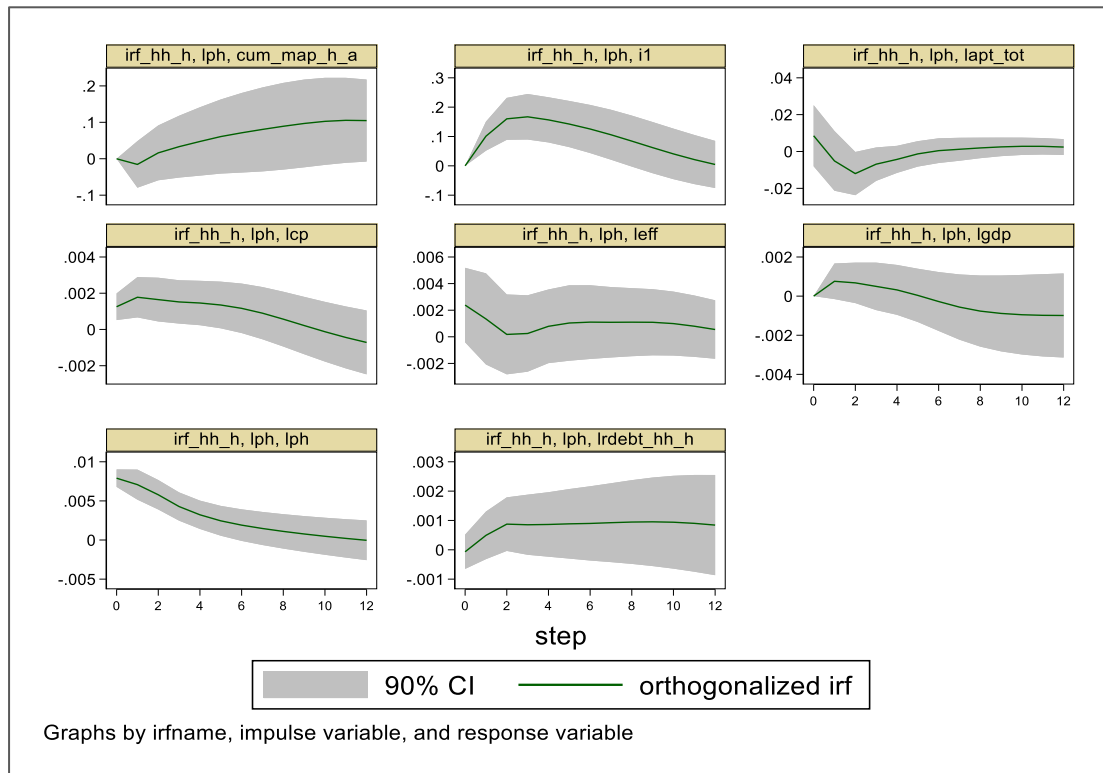 irf_hh_h, lph, cum_map_h_a
.2
.1
0
-.1
irf_hh_h, lph, i1
.3
.2
.1
0
-.1
irf_hh_h, lph, lapt_tot
.04
.02
0
-.02
irf_hh_h, lph, lcp
.004
.002
0
-.002
irf_hh_h, lph, leff
.006
.004
.002
0
-.002
irf_hh_h, lph, lgdp
.002
0
-.002
-.004
0 2 4 6 8 10 12
irf_hh_h, lph, lph
.01
.005
0
-.005
0 2 4 6 8 10 12
irf_hh_h, lph, lrdebt_hh_h
.003
.002
.001
0
-.001
0 2 4 6 8 10 12
step
90% CI orthogonalized irf
Graphs by irfname, impulse variable, and response variable